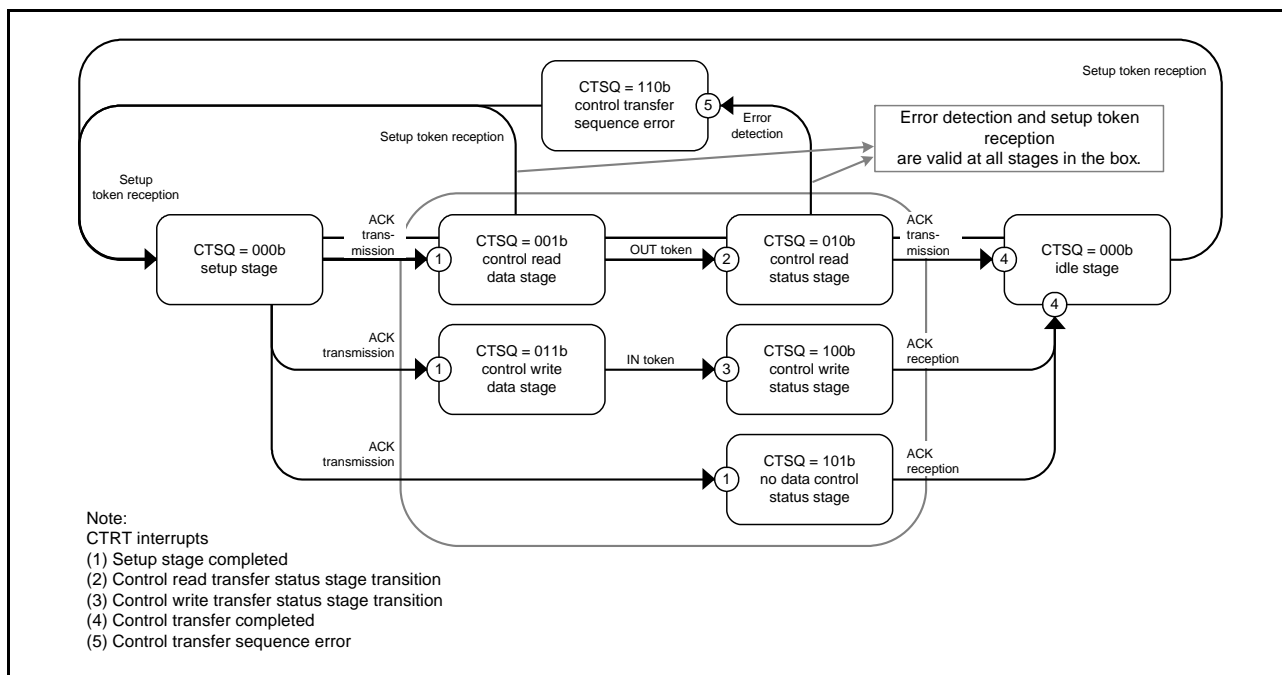 Setup token reception
CTSQ = 110b
control transfer
sequence error
5
Error
detection
Setup token reception
Error detection and setup token
reception
are valid at all stages in the box.
Setup
token reception
CTSQ = 000b
setup stage
ACK
trans-
mission
1
CTSQ = 001b
control read
data stage
OUT token
2
CTSQ = 010b
control read
status stage
ACK
trans-
mission
4
CTSQ = 000b
idle stage
4
ACK
transmission
1
CTSQ = 011b
control write
data stage
IN token
3
CTSQ = 100b
control write
status stage
ACK
reception
ACK
transmission
1
CTSQ = 101b
no data control
status stage
ACK
reception
Note:
CTRT interrupts
(1) Setup stage completed
(2) Control read transfer status stage transition
(3) Control write transfer status stage transition
(4) Control transfer completed
(5) Control transfer sequence error